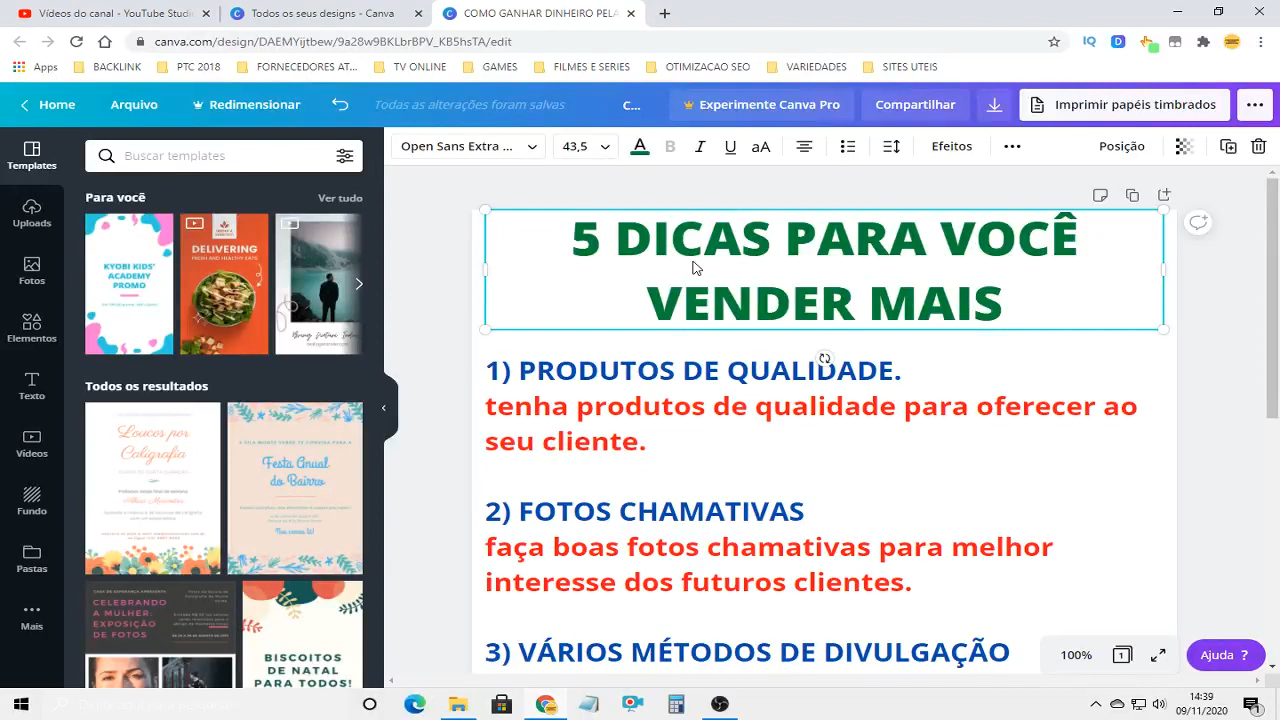 Vídeos do canal - YouTube
Todos os seus designs - Canva
COMO GANHAR DINHEIRO PELA
canva.com/design/DAEMYijtbew/9a28w9BKLbrBPV_KB5hsTA/edit
Apps
BACKLINK
PTC 2018
FORNECEDORES AT...
TV ONLINE
GAMES
FILMES E SERIES
OTIMIZACAO SEO
VARIEDADES
SITES UTEIS
Home
Arquivo
Redimensionar
Todas as alterações foram salvas
C...
Experimente Canva Pro
Compartilhar
Imprimir papéis timbrados
Templates
Uploads
Fotos
Elementos
Texto
Vídeos
Fundo
Pastas
Mais
Buscar templates
Para você
Ver tudo
KYOBI KIDS'
ACADEMY
PROMO
DELIVERING
FRESH AND HEALTHY EATS
Todos os resultados
Loucos por
Caligrafia
Festa Anual
do Bairro
CELEBRANDO
A MULHER:
EXPOSIÇÃO
DE FOTOS
BISCOITOS
DE NATAL
PARA TODOS!
Open Sans Extra ...
43,5
A
B
I
U
aA
Efeitos
Posição
5 DICAS PARA VOCÊ
VENDER MAIS
1) PRODUTOS DE QUALIDADE.
tenha produtos de qualidade para oferecer ao
seu cliente.
2) FOTOS CHAMATIVAS
faça boas fotos chamativas para melhor
interesse dos futuros clientes.
3) VÁRIOS MÉTODOS DE DIVULGAÇÃO
100%
1
Ajuda ?
14:39
09/11/2020
1